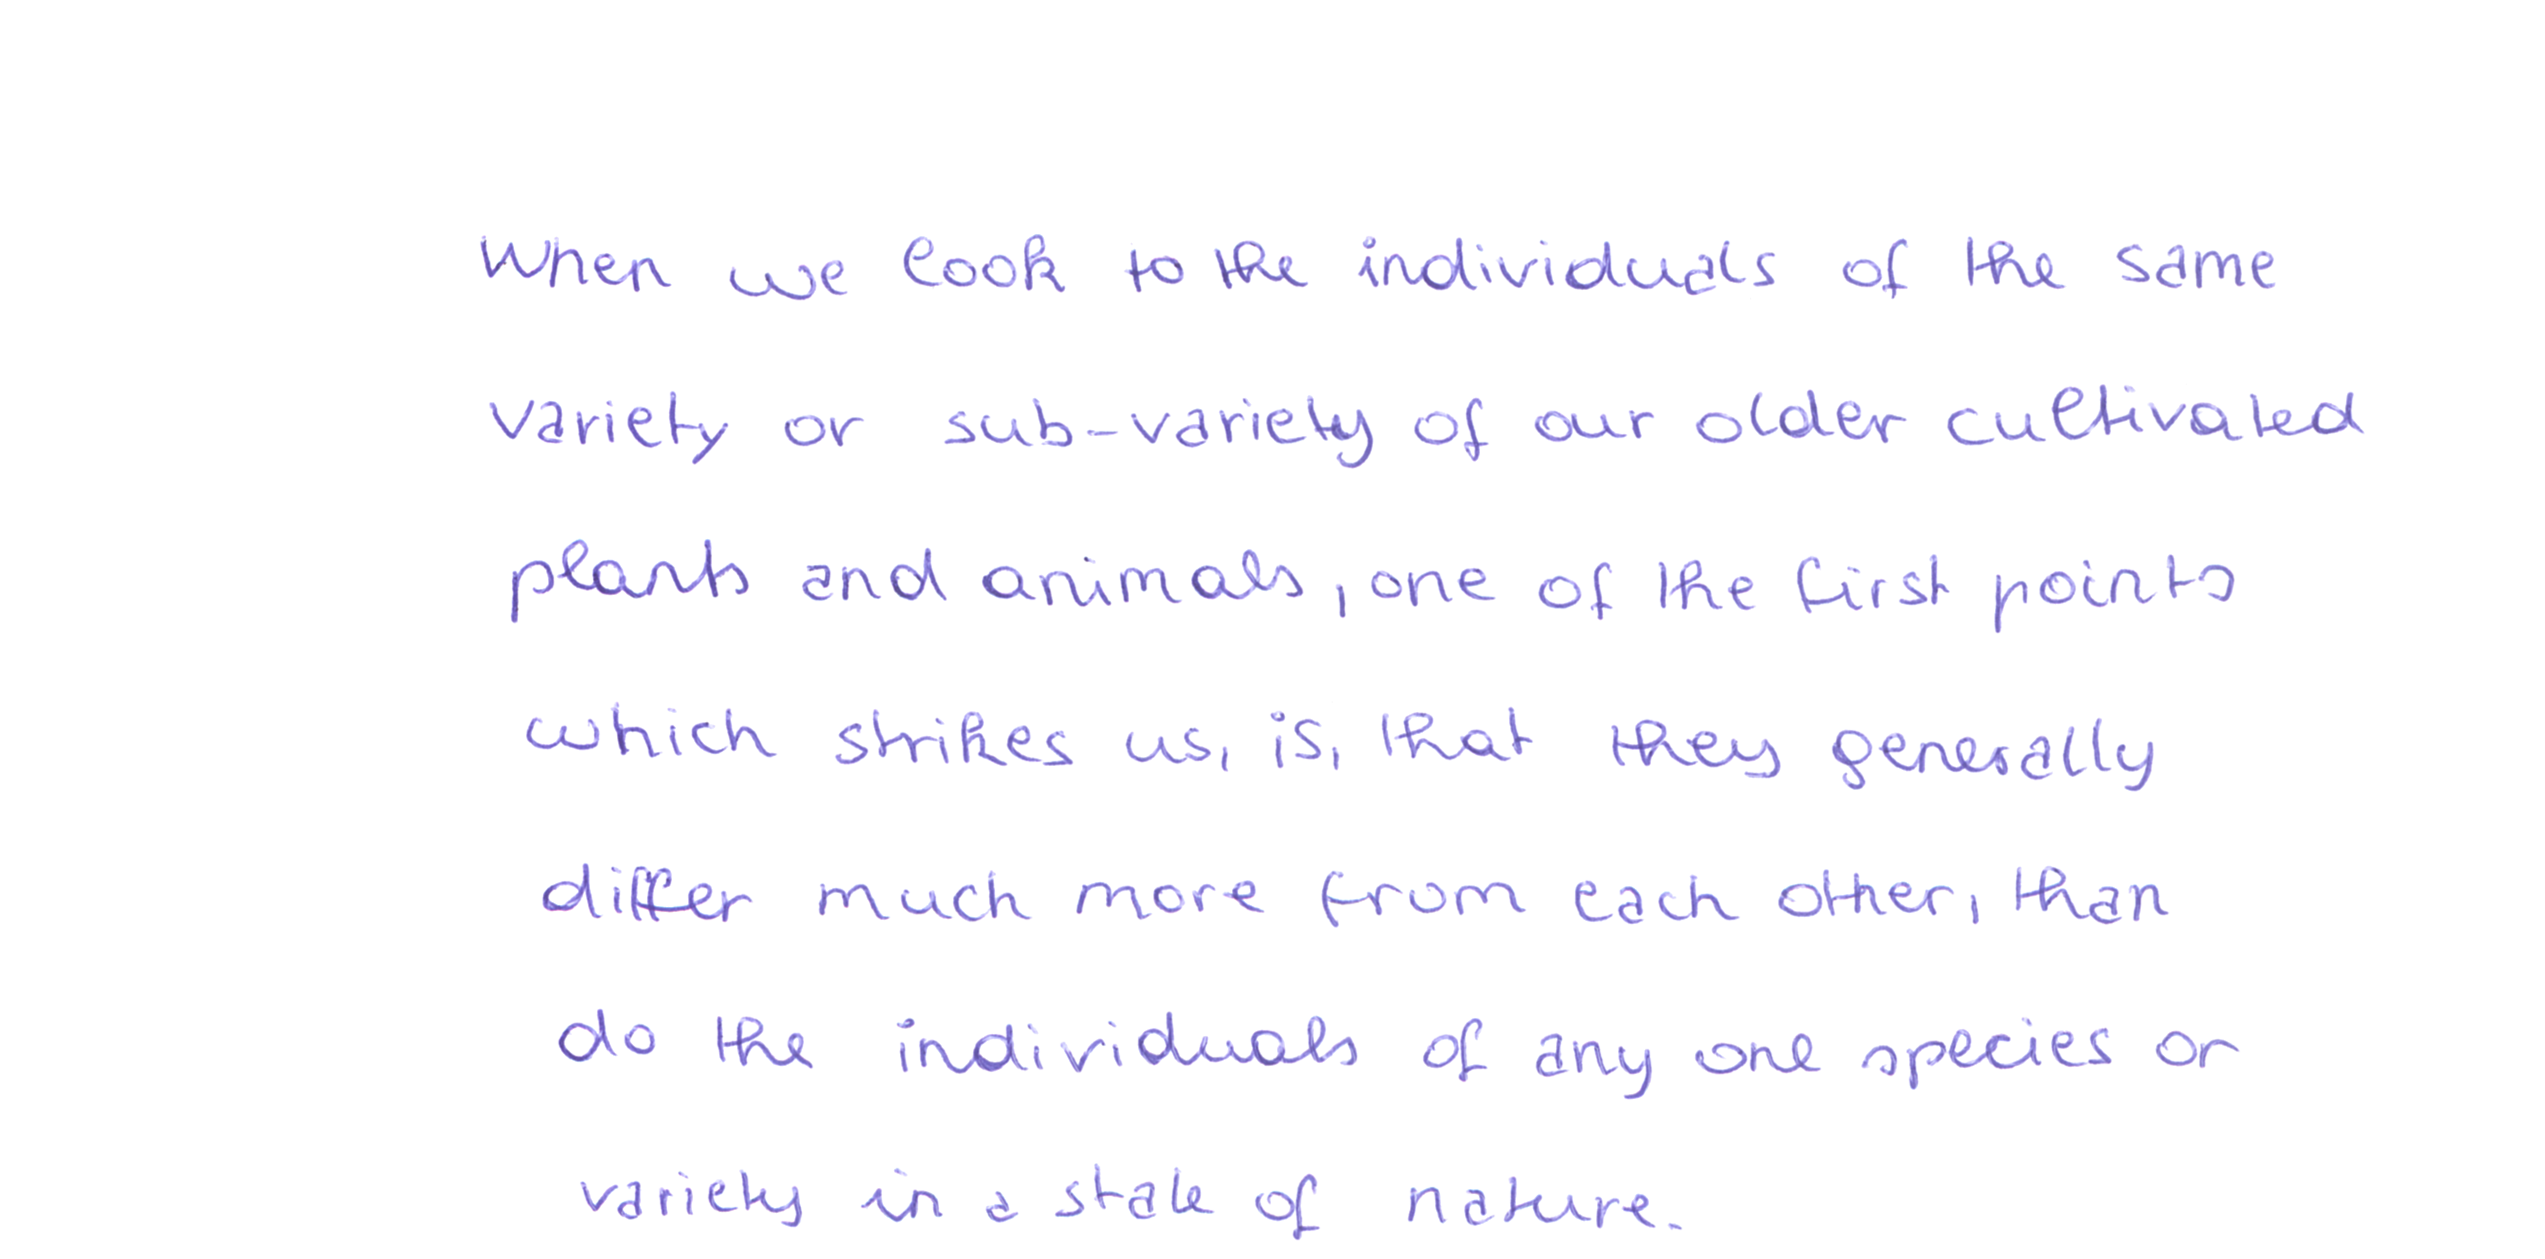 When we look to the individuals of the same
variety or sub-variety of our older cultivated
plants and animals, one of the first points
which strikes us, is, that they generally
differ much more from each other, than
do the individuals of any one species or
variety in a state of nature.